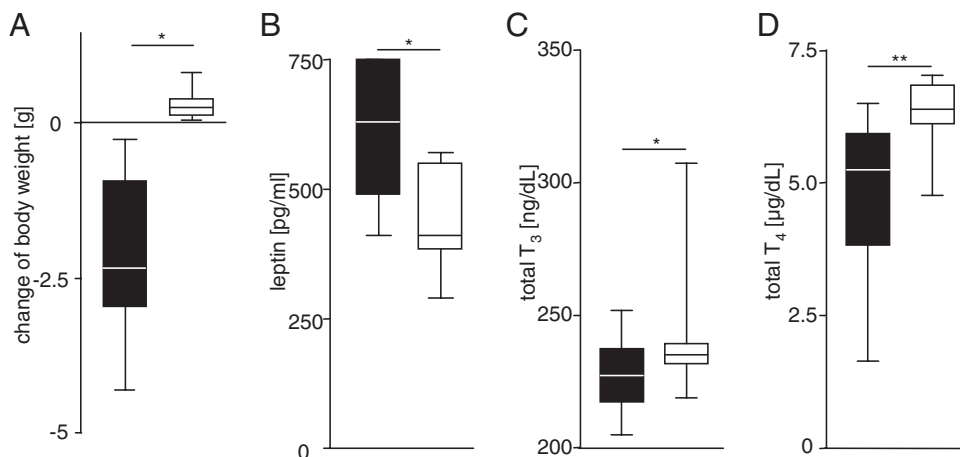 A
change of body weight [g]
0
-2.5
-5
*
B
leptin [pg/ml]
750
500
250
0
*
C
total T3 [ng/dL]
350
300
250
200
*
D
total T4 [µg/dL]
7.5
5.0
2.5
0
**